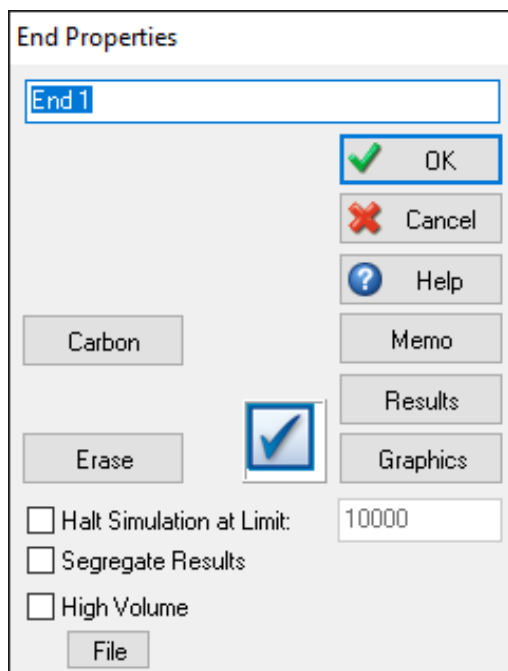 End Properties
End 1
OK
Cancel
Help
Carbon
Memo
Results
Erase
Graphics
Halt Simulation at Limit:
10000
Segregate Results
High Volume
File